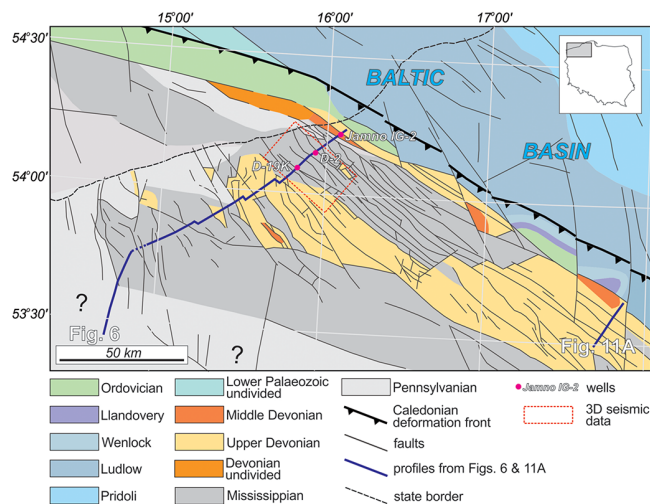 15°00' 16°00' 17°00'
54°30'
BALTIC
BASIN
Jamno IG-2
D-2
D-19K
54°00'
53°30'
?
Fig. 6
?
Fig. 11A
50 km
Ordovician
Lower Palaeozoic undivided
Pennsylvanian
Jamno IG-2 wells
Llandovery
Middle Devonian
Caledonian deformation front
3D seismic data
Wenlock
Upper Devonian
faults
Ludlow
Devonian undivided
profiles from Figs. 6 & 11A
Pridoli
Mississippian
state border